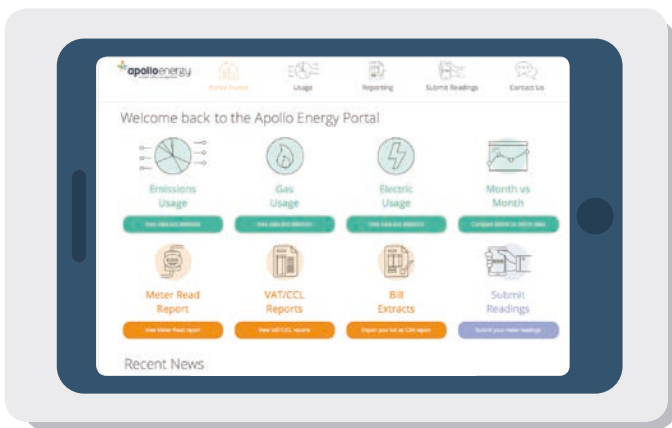 apolloenergy
Portal Home
Usage
Reporting
Submit Readings
Contact Us
Welcome back to the Apollo Energy Portal
Emissions
Usage
Gas
Usage
Electric
Usage
Month vs
Month
Meter Read
Report
VAT/CCL
Reports
Bill
Extracts
Submit
Readings
View Meter Read report
View VAT/CCL reports
Export your bill as CSV report
Submit your meter readings
Recent News